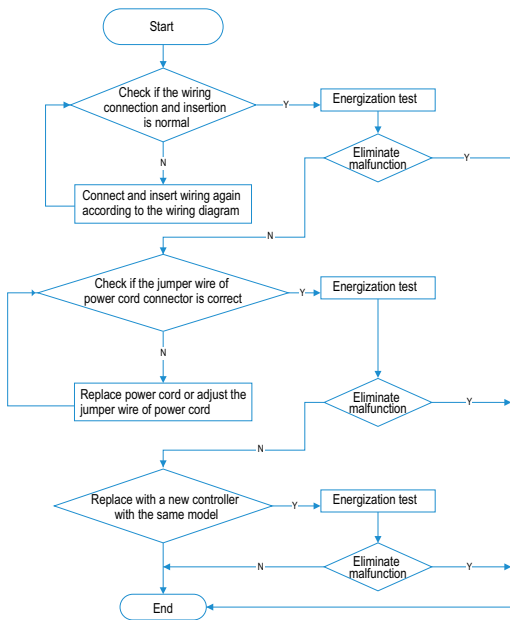 Start
Check if the wiring
connection and insertion
is normal
Y
Energization test
Eliminate
malfunction
Y
N
Connect and insert wiring again
according to the wiring diagram
N
Check if the jumper wire of
power cord connector is correct
Y
Energization test
N
Replace power cord or adjust the
jumper wire of power cord
Eliminate
malfunction
Y
N
Replace with a new controller
with the same model
Y
Energization test
Eliminate
malfunction
Y
N
End